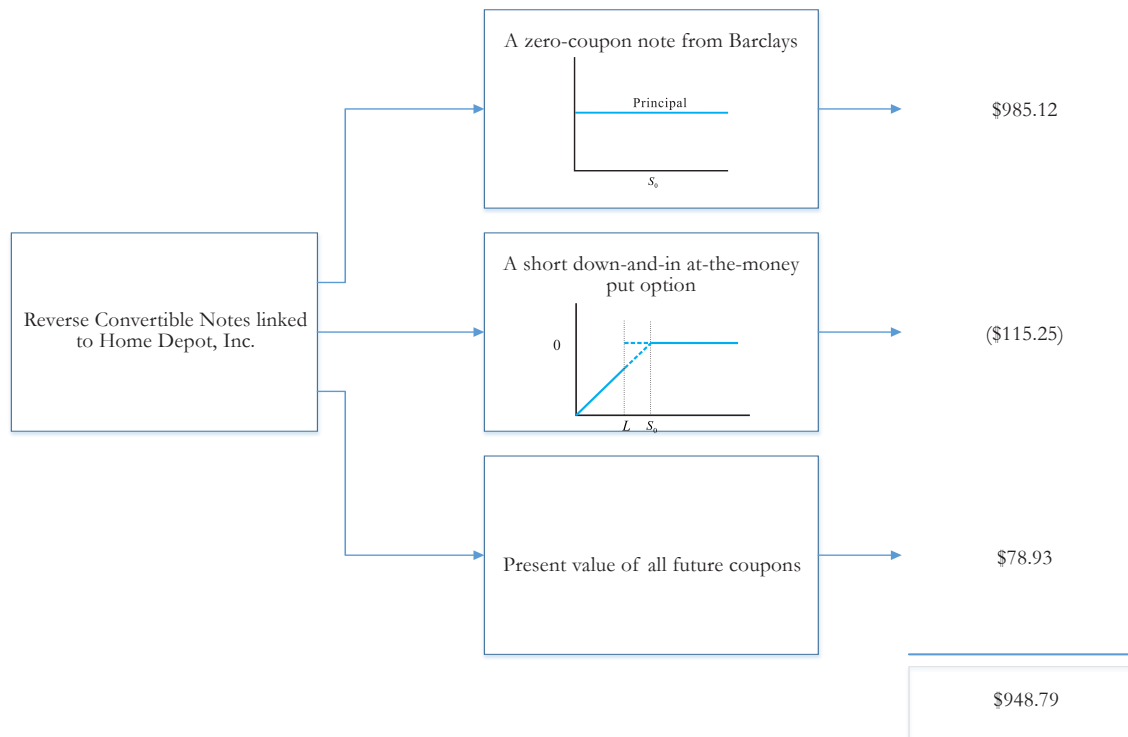 A zero-coupon note from Barclays
Principal
S₀
$985.12
Reverse Convertible Notes linked
to Home Depot, Inc.
A short down-and-in at-the-money
put option
0
L S₀
($115.25)
Present value of all future coupons
$78.93
$948.79